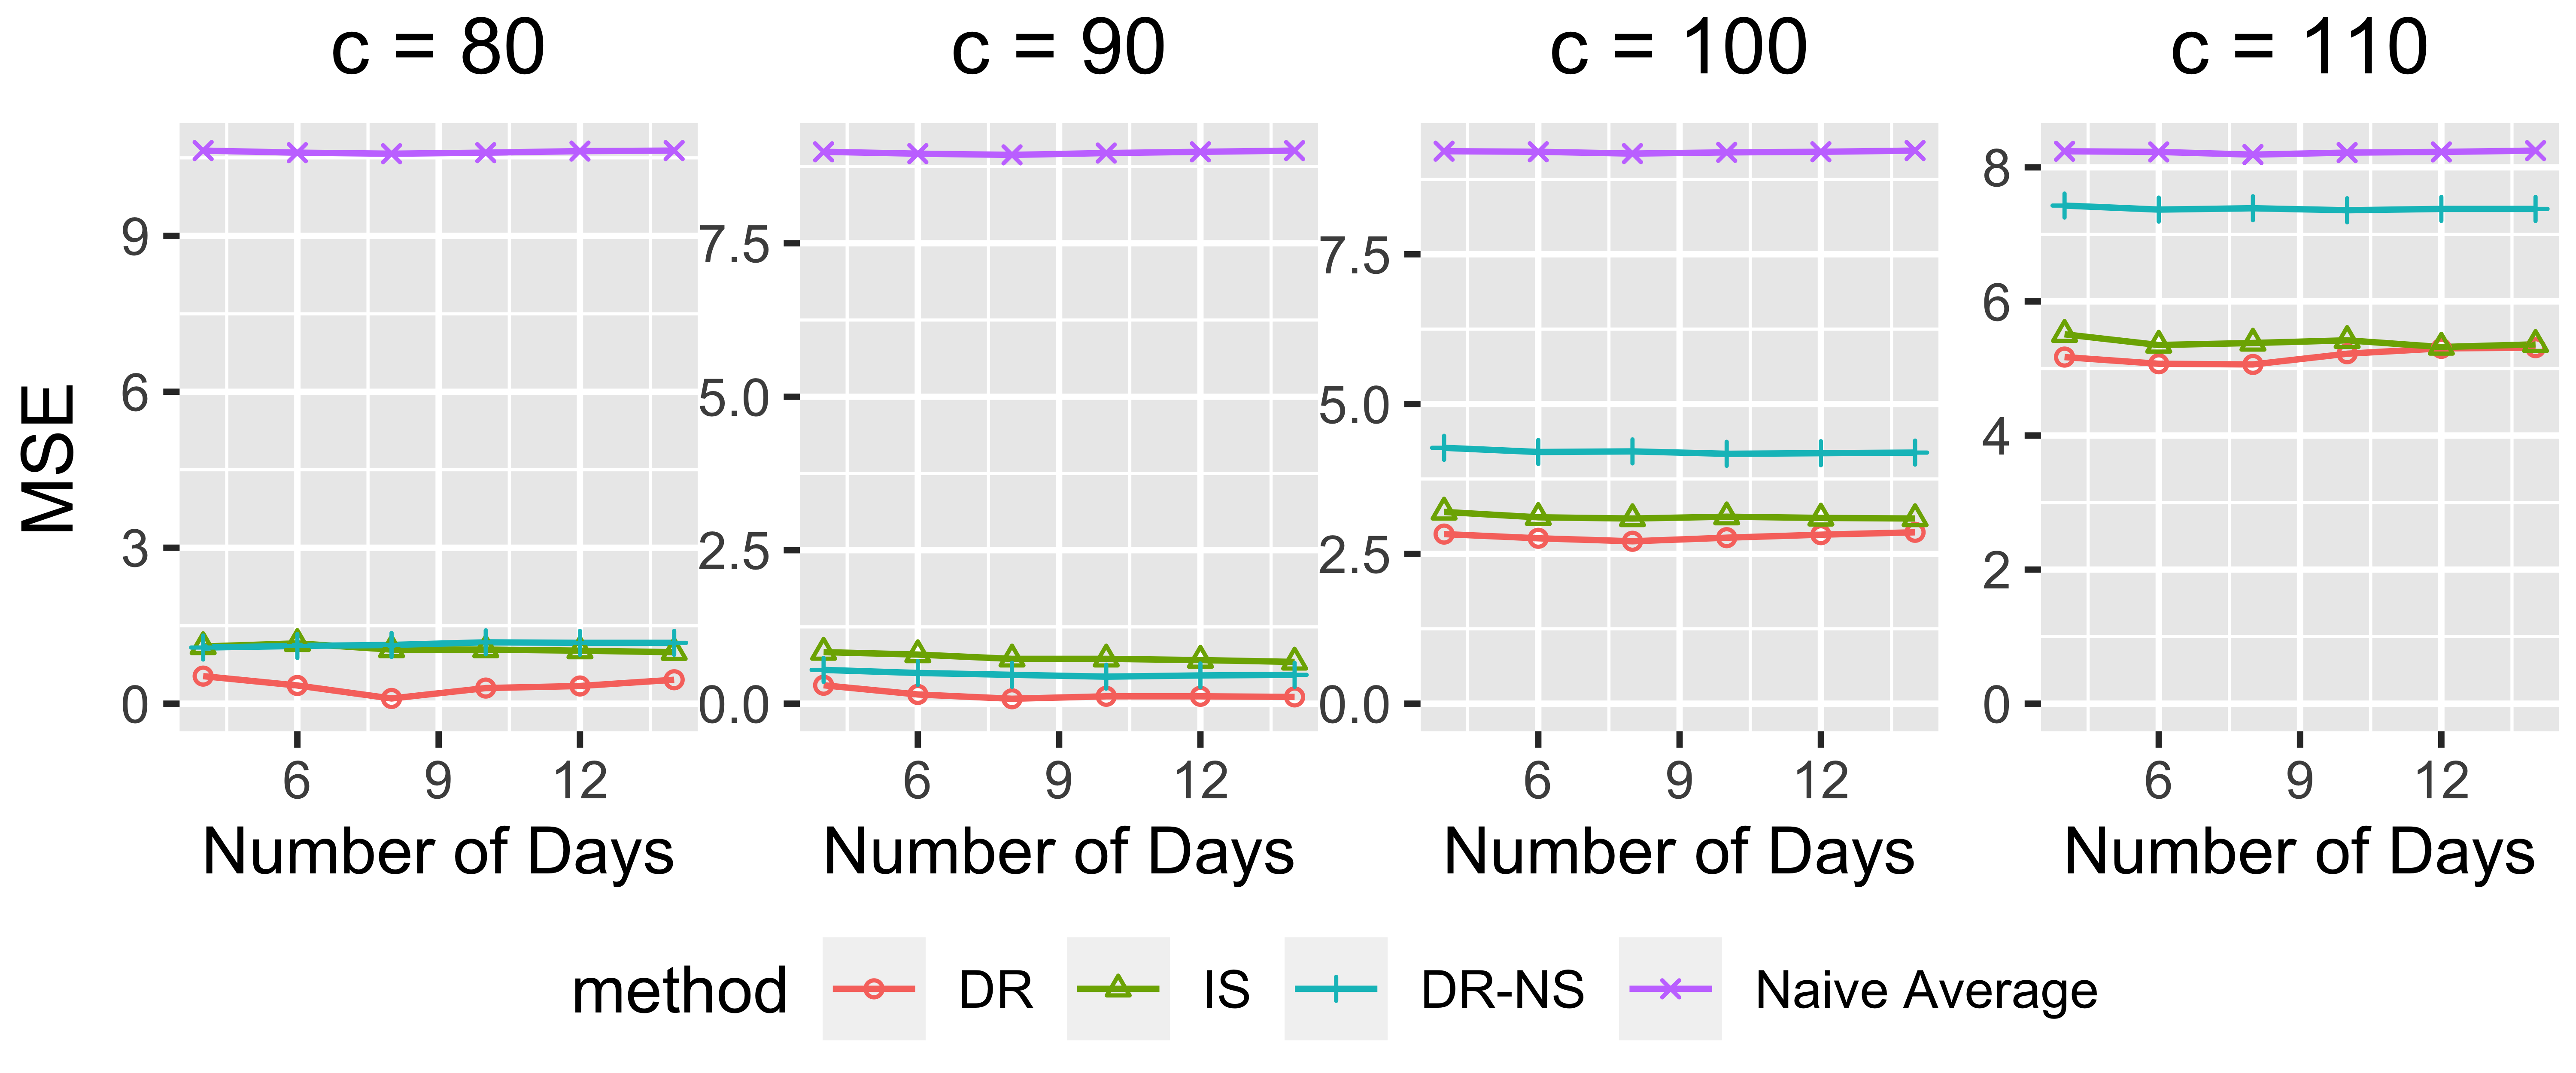 c = 80
c = 90
c = 100
c = 110
MSE
9
6
3
0
7.5
5.0
2.5
0.0
7.5
5.0
2.5
0.0
8
6
4
2
0
6 9 12
6 9 12
6 9 12
6 9 12
Number of Days
Number of Days
Number of Days
Number of Days
method DR IS DR-NS Naive Average